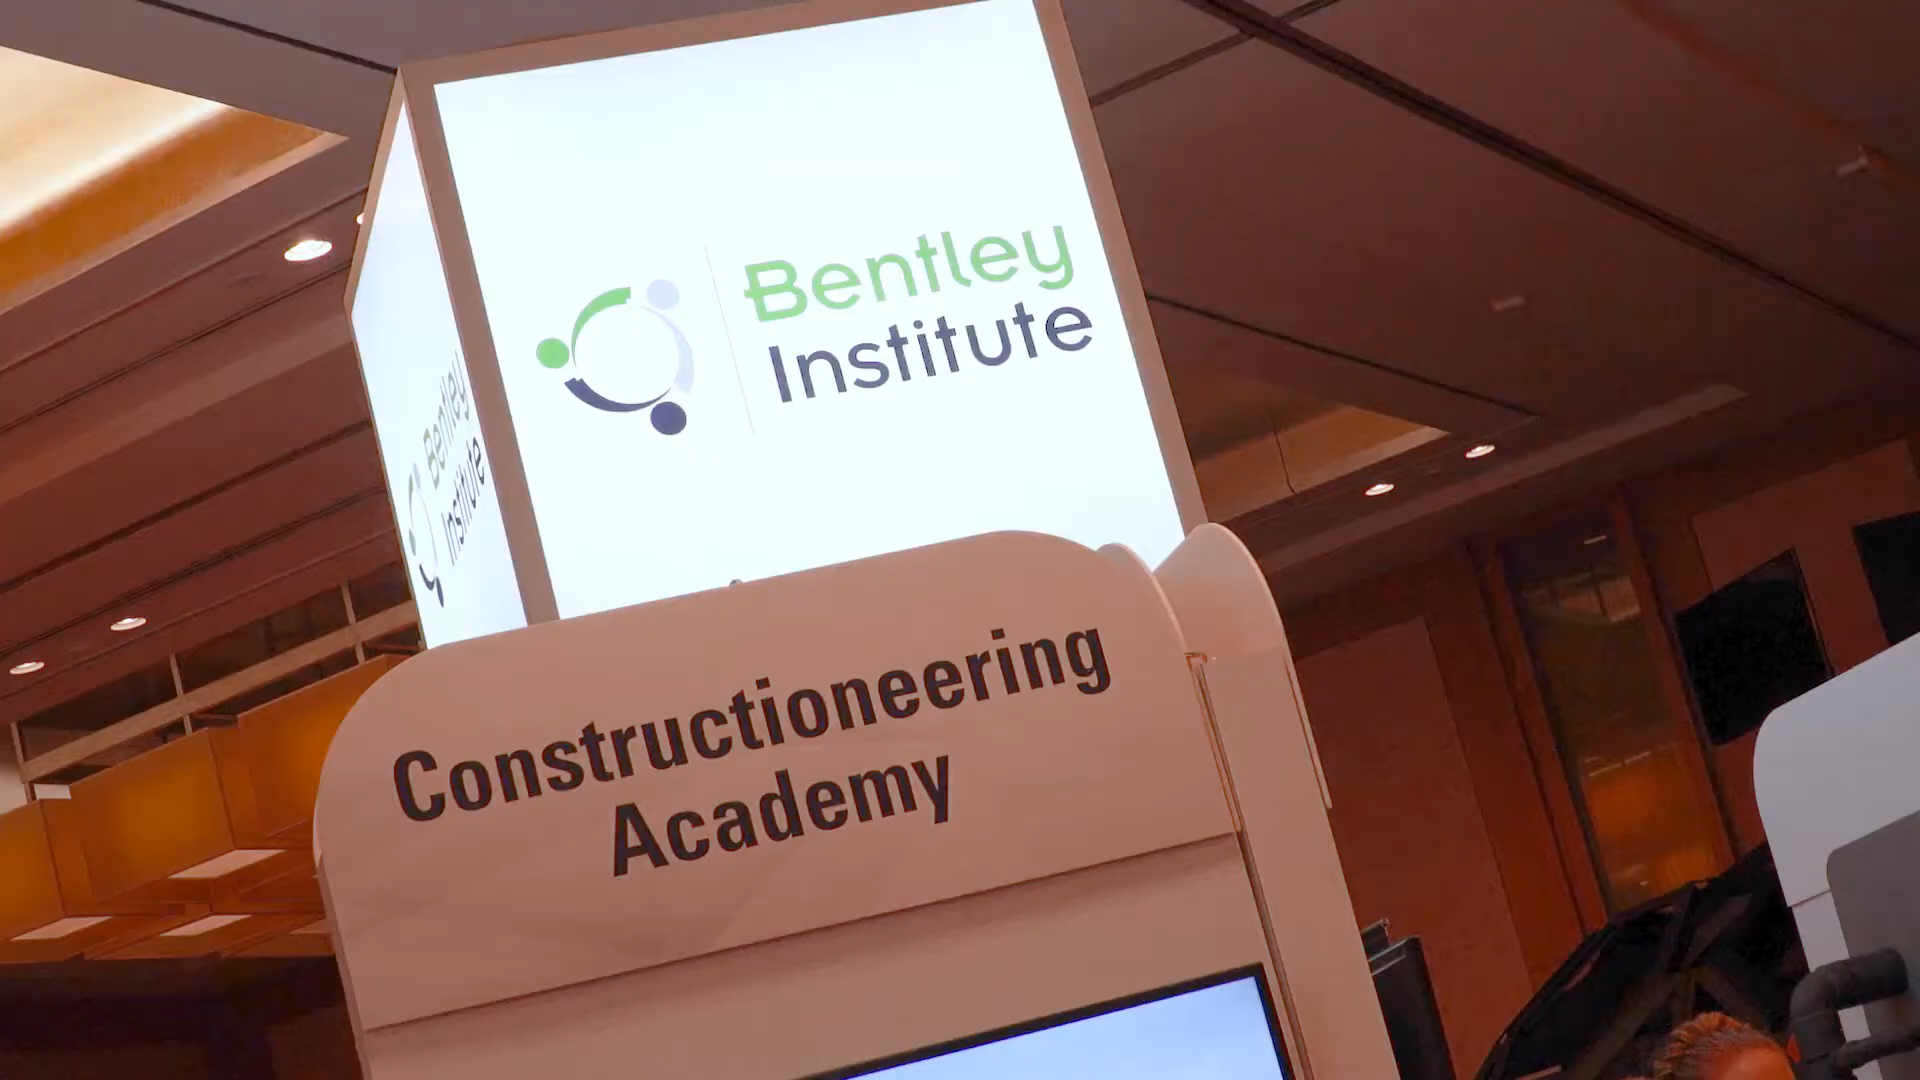 Bentley
Institute
Bentley
Institute
Constructioneering
Academy